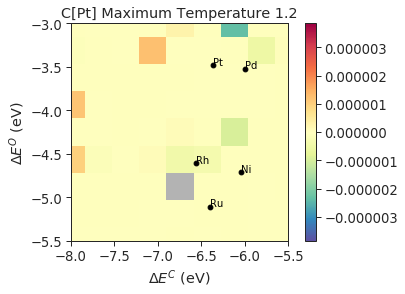 C[Pt] Maximum Temperature 1.2
−3.0
−3.5
−4.0
−4.5
−5.0
−5.5
ΔE^O (eV)
Pt
Pd
Rh
Ni
Ru
−8.0 −7.5 −7.0 −6.5 −6.0 −5.5
ΔE^C (eV)
0.000003
0.000002
0.000001
0.000000
−0.000001
−0.000002
−0.000003